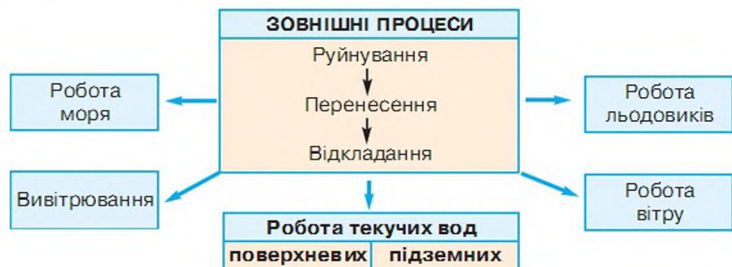 ЗОВНІШНІ ПРОЦЕСИ
Руйнування
Перенесення
Відкладання
Робота
моря
Робота
льодовиків
Вивітрювання
Робота
вітру
Робота текучих вод
поверхневих
підземних